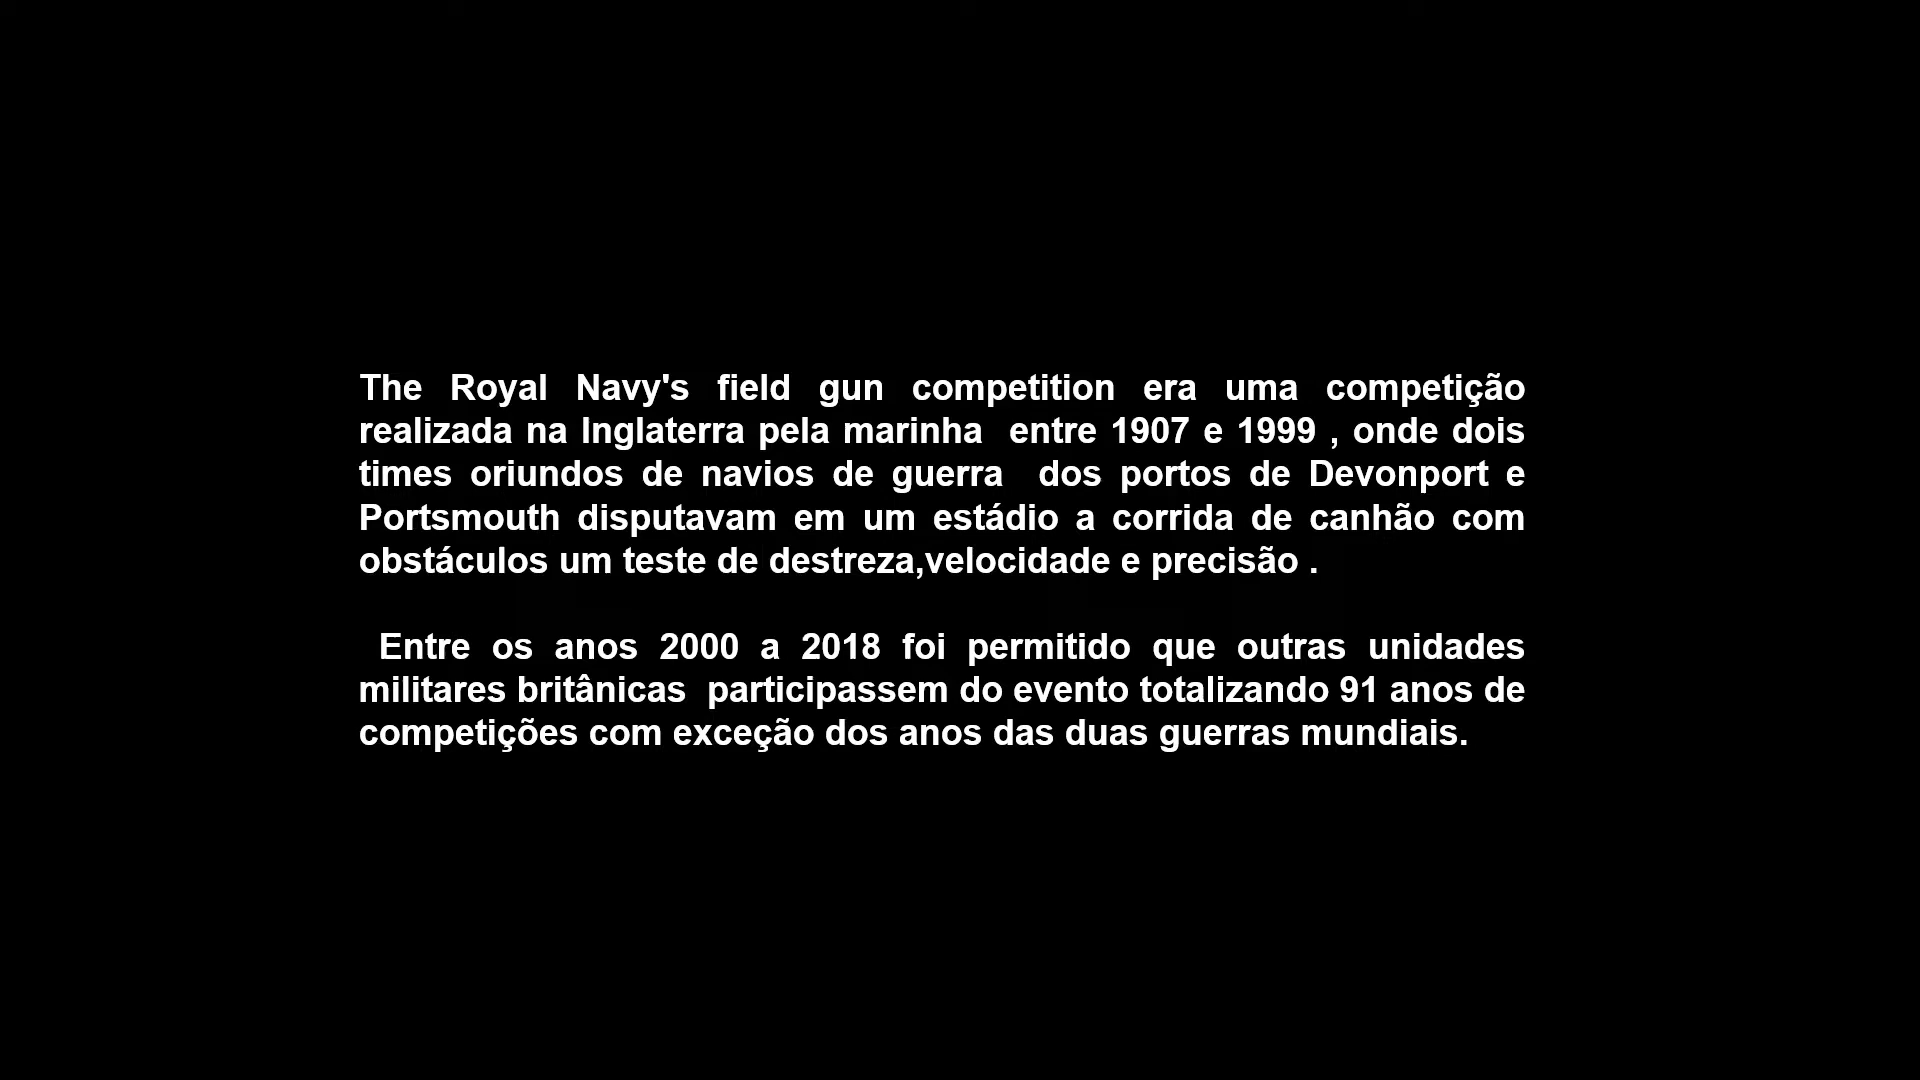 The Royal Navy's field gun competition era uma competição
realizada na Inglaterra pela marinha  entre 1907 e 1999 , onde dois
times oriundos de navios de guerra  dos portos de Devonport e
Portsmouth disputavam em um estádio a corrida de canhão com
obstáculos um teste de destreza,velocidade e precisão .
Entre os anos 2000 a 2018 foi permitido que outras unidades
militares britânicas  participassem do evento totalizando 91 anos de
competições com exceção dos anos das duas guerras mundiais.